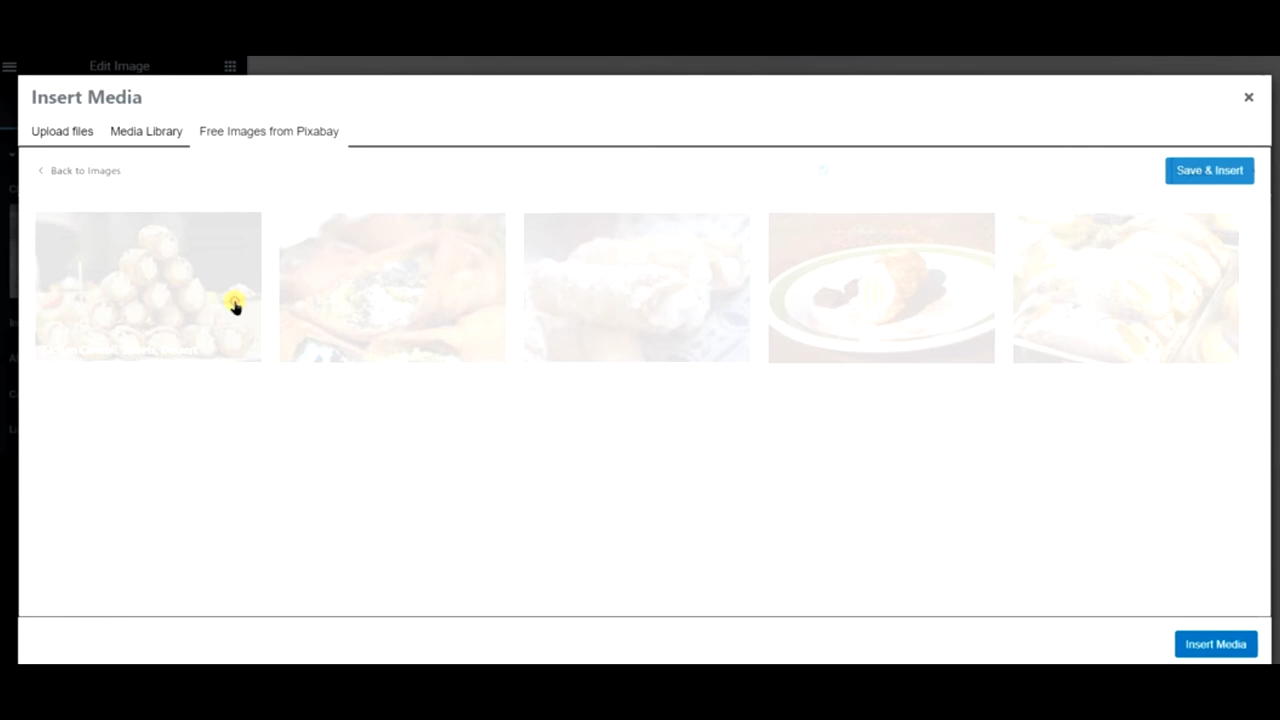 Edit Image
Insert Media
Upload files Media Library Free Images from Pixabay
Back to Images
Save & Insert
Insert Media